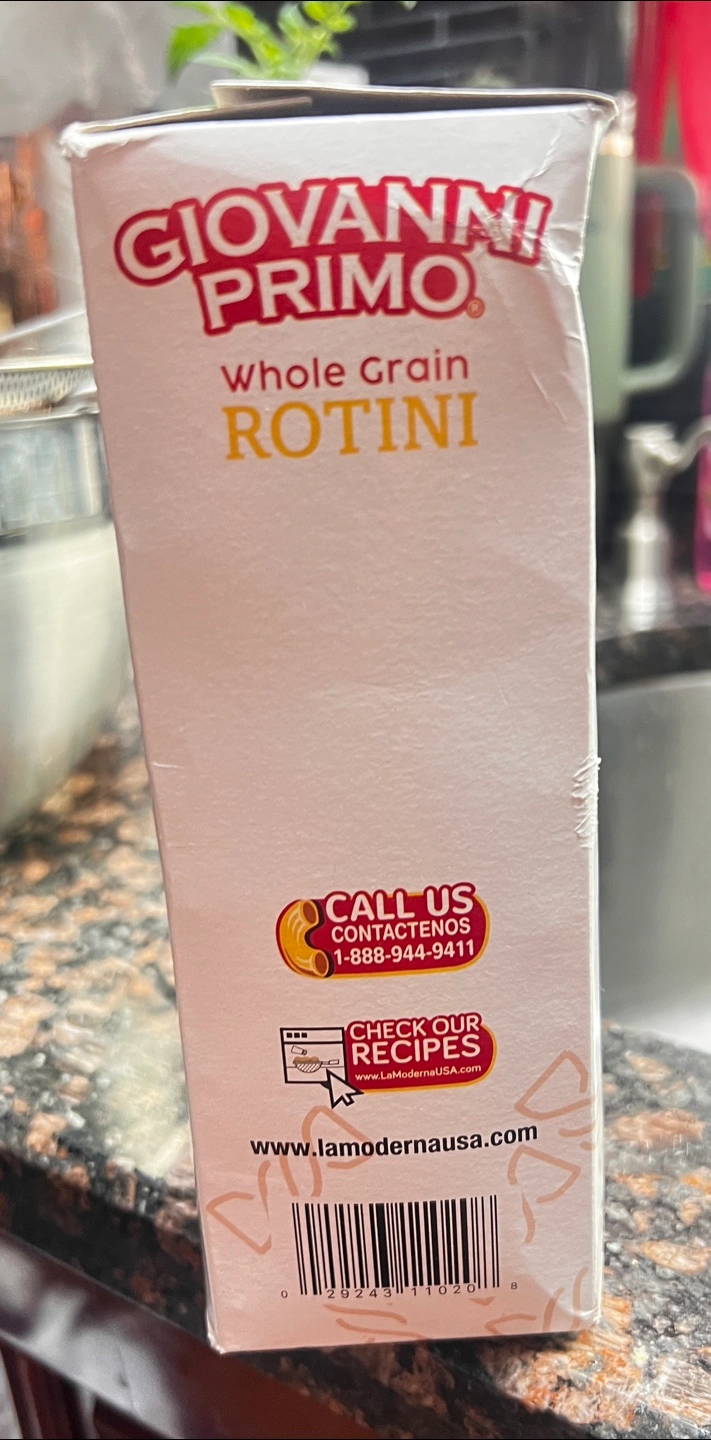 GIOVANNI
PRIMO®
Whole Grain
ROTINI
CALL US
CONTACTENOS
1-888-944-9411
CHECK OUR
RECIPES
www.LaModernaUSA.com
www.lamodernausa.com
0 29243 11020 8